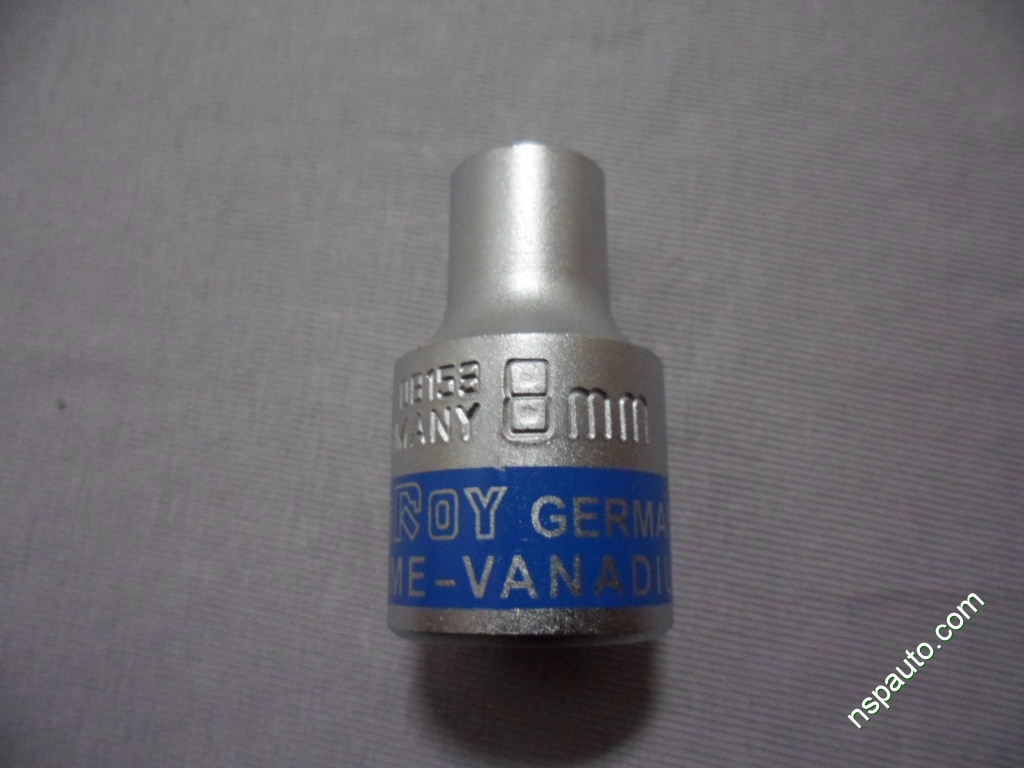 8mm
MANY
ROY GERMA
ME-VANADIU
nspauto.com